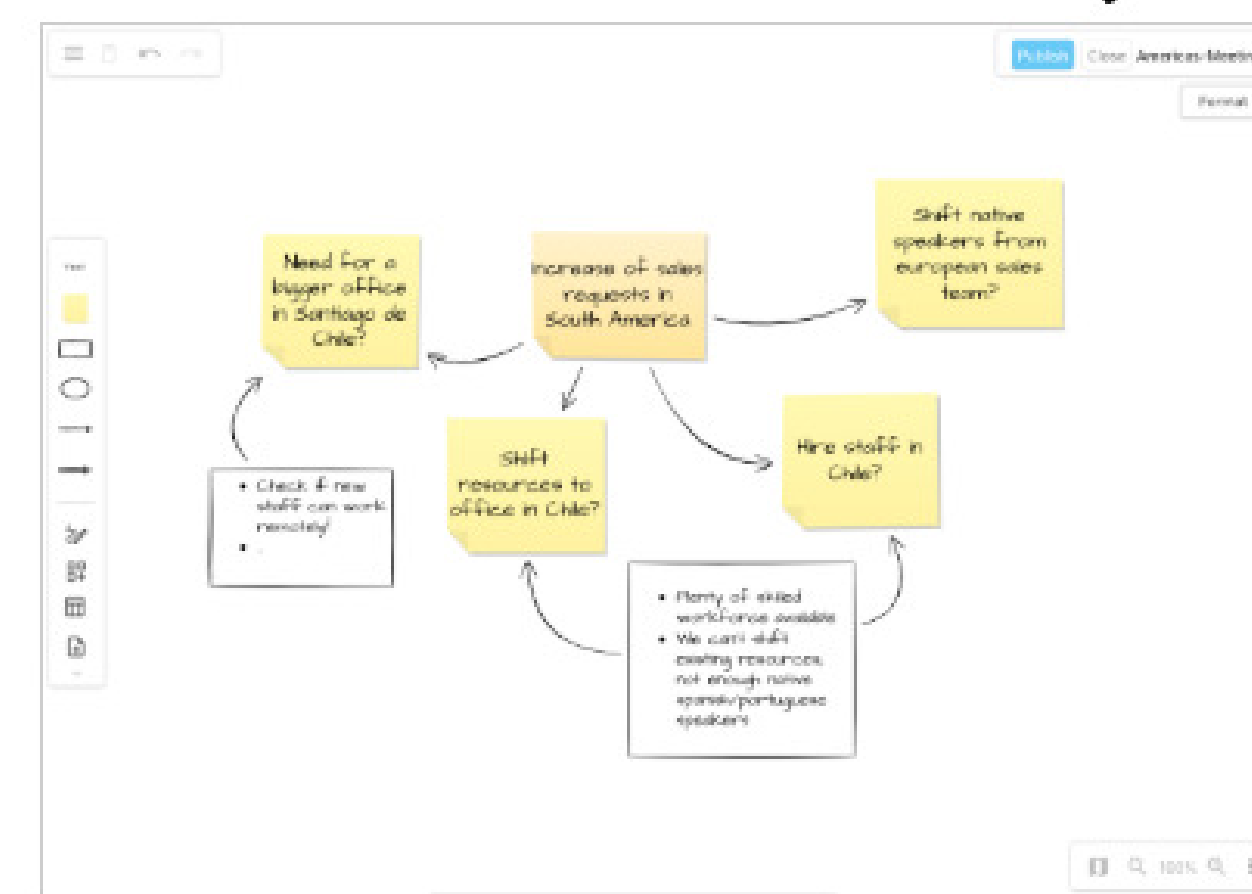 Publish Close Americas-Meetin
Format
Text
Need for a
bigger office
in Santiago de
Chile?
Increase of sales
requests in
South America
Shift native
speakers from
european sales
team?
Shift
resources to
office in Chile?
Hire staff in
Chile?
• Check if new
staff can work
remotely!
• .
• Plenty of skilled
workforce available
• We can't shift
existing resources,
not enough native
spanish/portuguese
speakers
100%